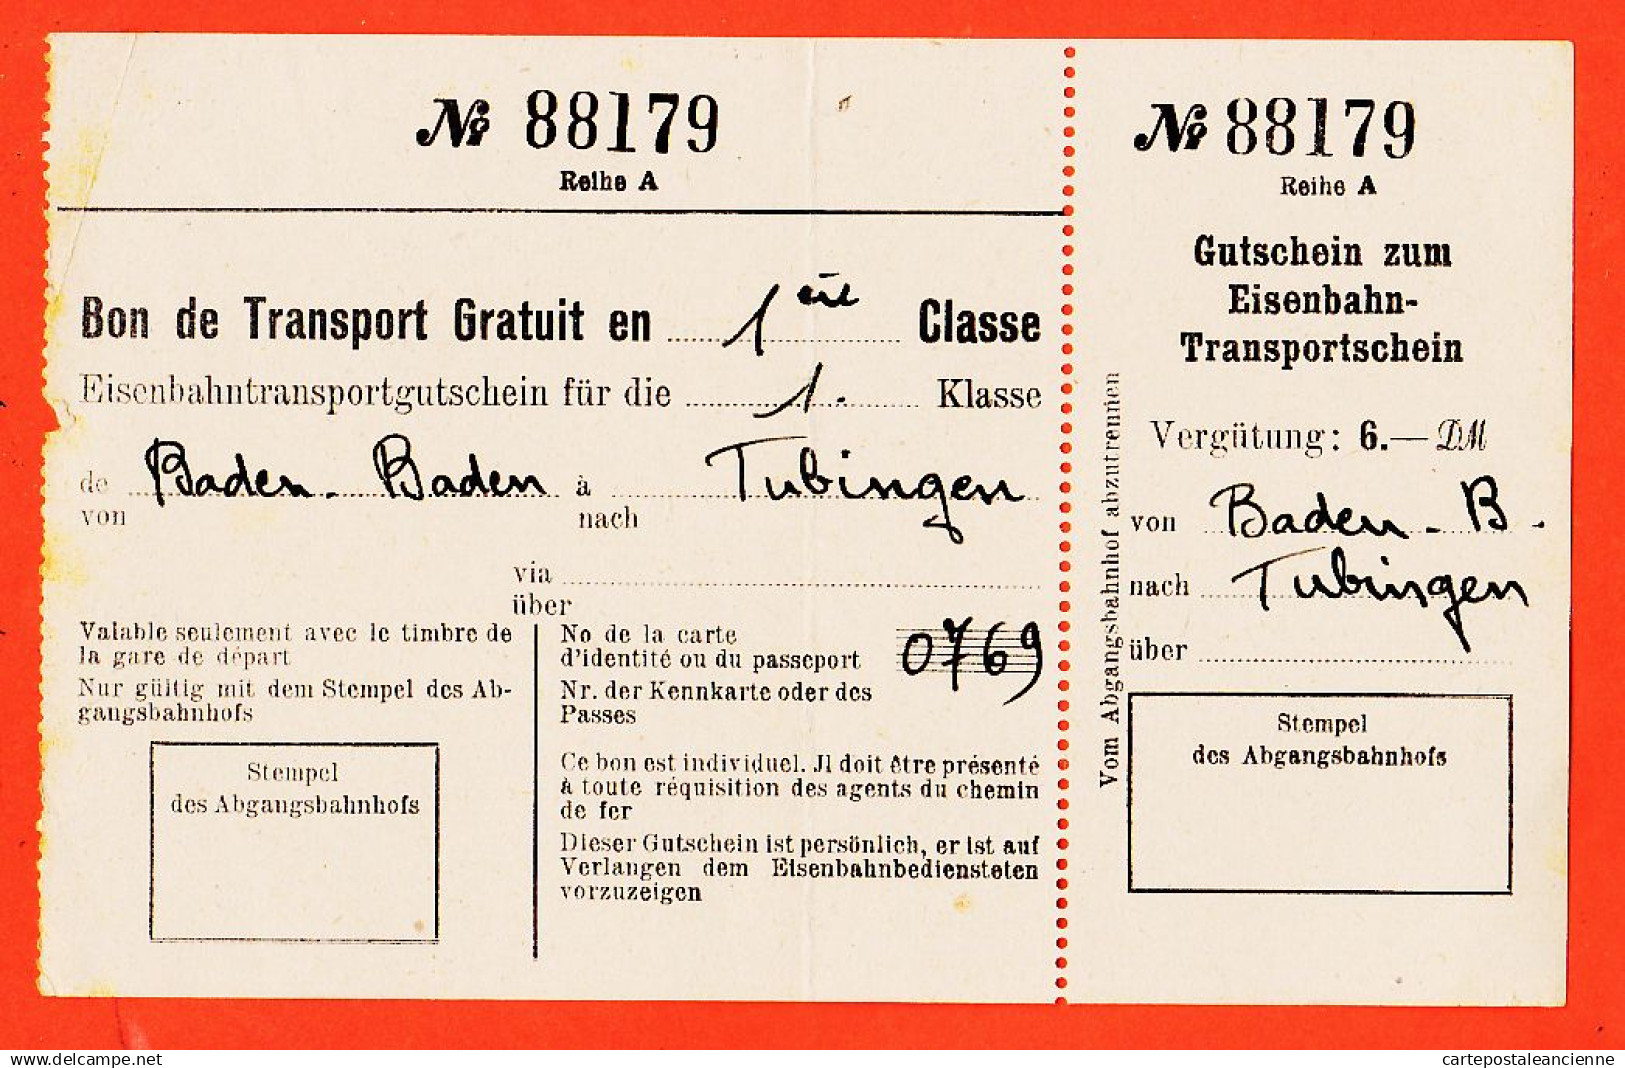 № 88179
Reihe A
Bon de Transport Gratuit en 1ère Classe
Eisenbahntransportgutschein für die 1. Klasse
de Baden-Baden à Tubingen
von nach
via
über
Valable seulement avec le timbre de
la gare de départ
Nur gültig mit dem Stempel des Ab-
gangsbahnhofs
Stempel
des Abgangsbahnhofs
No de la carte
d'identité ou du passeport 0769
Nr. der Kennkarte oder des
Passes
Ce bon est individuel. Jl doit être présenté
à toute réquisition des agents du chemin
de fer
Dieser Gutschein ist persönlich, er ist auf
Verlangen dem Eisenbahnbediensteten
vorzuzeigen
Vom Abgangsbahnhof abzutrennen
№ 88179
Reihe A
Gutschein zum
Eisenbahn-
Transportschein
Vergütung: 6.— DM
von Baden-B.
nach Tubingen
über
Stempel
des Abgangsbahnhofs
www.delcampe.net
cartepostaleancienne